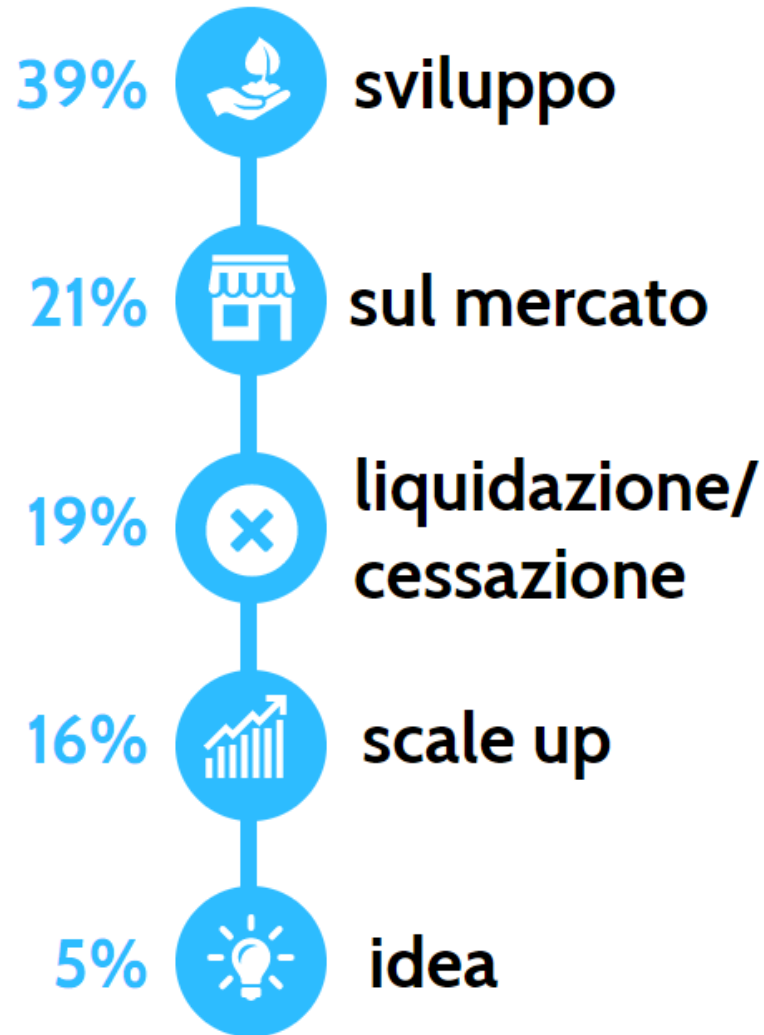 39% sviluppo
21% sul mercato
19% liquidazione/
cessazione
16% scale up
5% idea